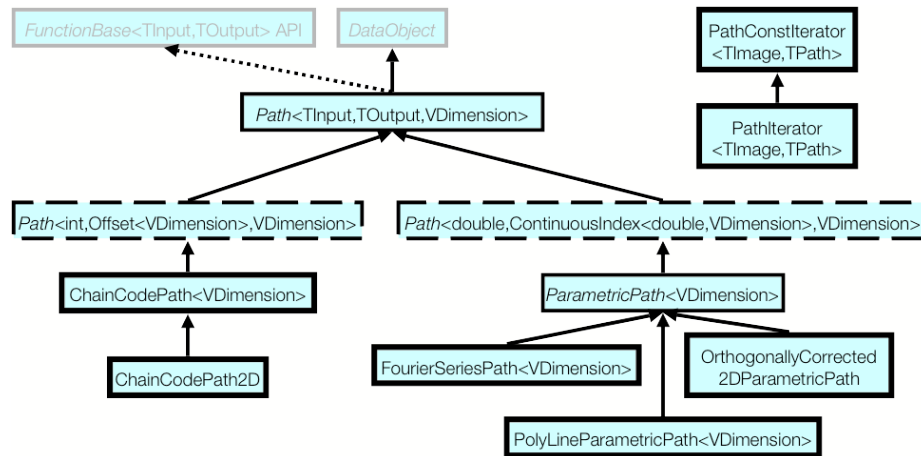 FunctionBase<TInput,TOutput> API
DataObject
PathConstIterator
<TImage,TPath>
Path<TInput,TOutput,VDimension>
PathIterator
<TImage,TPath>
Path<int,Offset<VDimension>,VDimension>
Path<double,ContinuousIndex<double,VDimension>,VDimension>
ChainCodePath<VDimension>
ParametricPath<VDimension>
ChainCodePath2D
FourierSeriesPath<VDimension>
OrthogonallyCorrected
2DParametricPath
PolyLineParametricPath<VDimension>